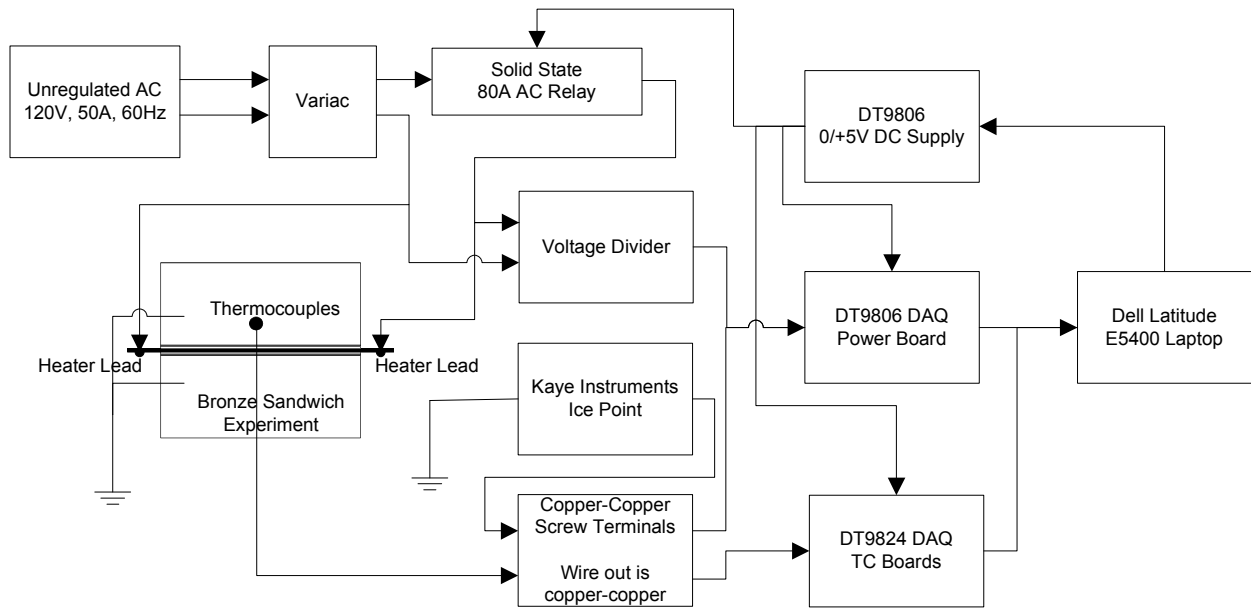 Unregulated AC
120V, 50A, 60Hz
Variac
Solid State
80A AC Relay
DT9806
0/+5V DC Supply
Voltage Divider
Thermocouples
DT9806 DAQ
Power Board
Dell Latitude
E5400 Laptop
Heater Lead
Heater Lead
Bronze Sandwich
Experiment
Kaye Instruments
Ice Point
Copper-Copper
Screw Terminals
Wire out is
copper-copper
DT9824 DAQ
TC Boards